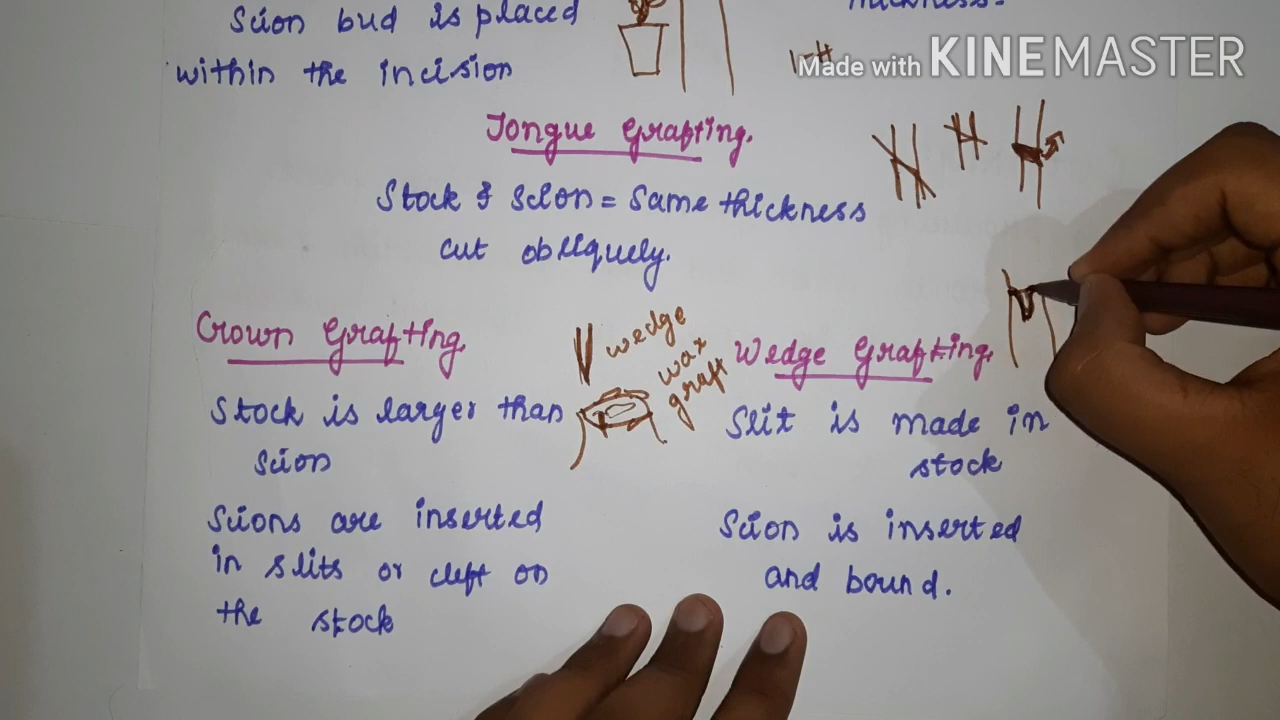 Scion bud is placed
within the incision
thickness.
Made with KINEMASTER
Tongue Grafting.
Stock & Scion = Same thickness
cut obliquely.
Crown Grafting.
wedge
wax
graft
Stock is larger than
Scion
Scions are inserted
in slits or cleft on
the stock
Wedge Grafting.
Slit is made in
stock
Scion is inserted
and bound.